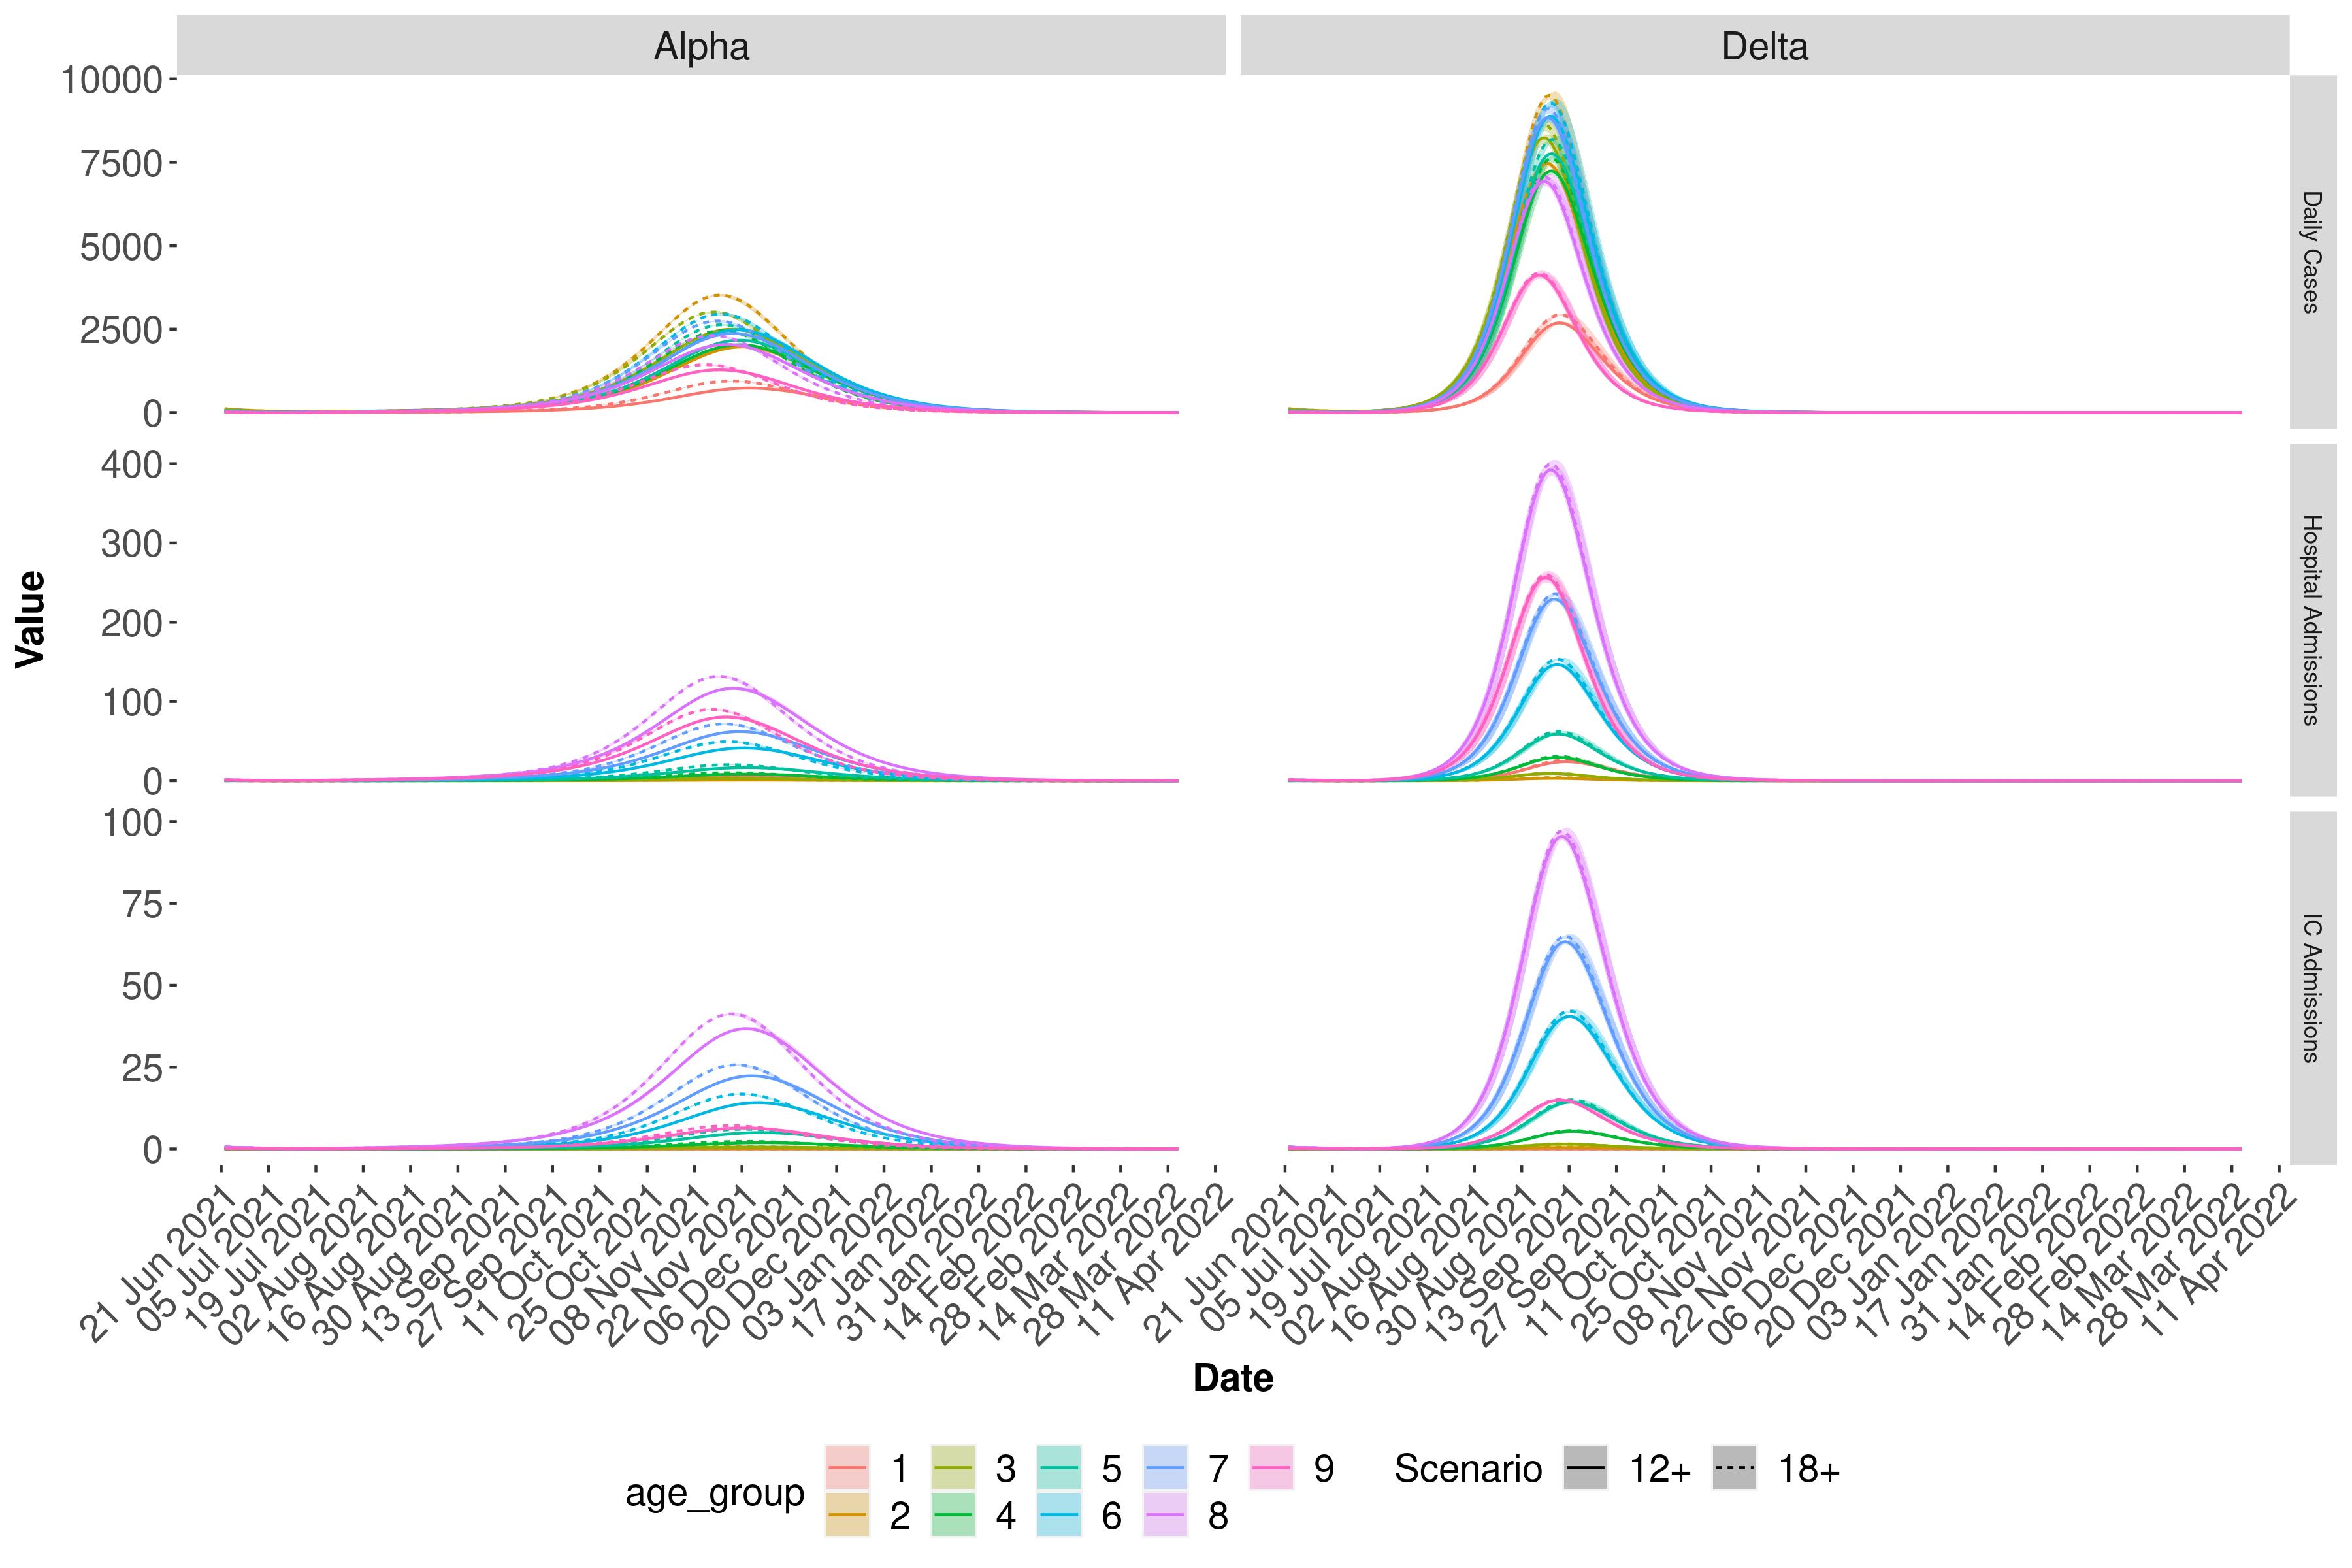 Alpha Delta
10000
7500
5000
2500
0
Daily Cases
400
300
200
100
0
Hospital Admissions
100
75
50
25
0
IC Admissions
Value
21 Jun 2021
05 Jul 2021
19 Jul 2021
02 Aug 2021
16 Aug 2021
30 Aug 2021
13 Sep 2021
27 Sep 2021
11 Oct 2021
25 Oct 2021
08 Nov 2021
22 Nov 2021
06 Dec 2021
20 Dec 2021
03 Jan 2022
17 Jan 2022
31 Jan 2022
14 Feb 2022
28 Feb 2022
14 Mar 2022
28 Mar 2022
11 Apr 2022
21 Jun 2021
05 Jul 2021
19 Jul 2021
02 Aug 2021
16 Aug 2021
30 Aug 2021
13 Sep 2021
27 Sep 2021
11 Oct 2021
25 Oct 2021
08 Nov 2021
22 Nov 2021
06 Dec 2021
20 Dec 2021
03 Jan 2022
17 Jan 2022
31 Jan 2022
14 Feb 2022
28 Feb 2022
14 Mar 2022
28 Mar 2022
11 Apr 2022
Date
age_group
1 3 5 7 9
2 4 6 8
Scenario 12+ 18+